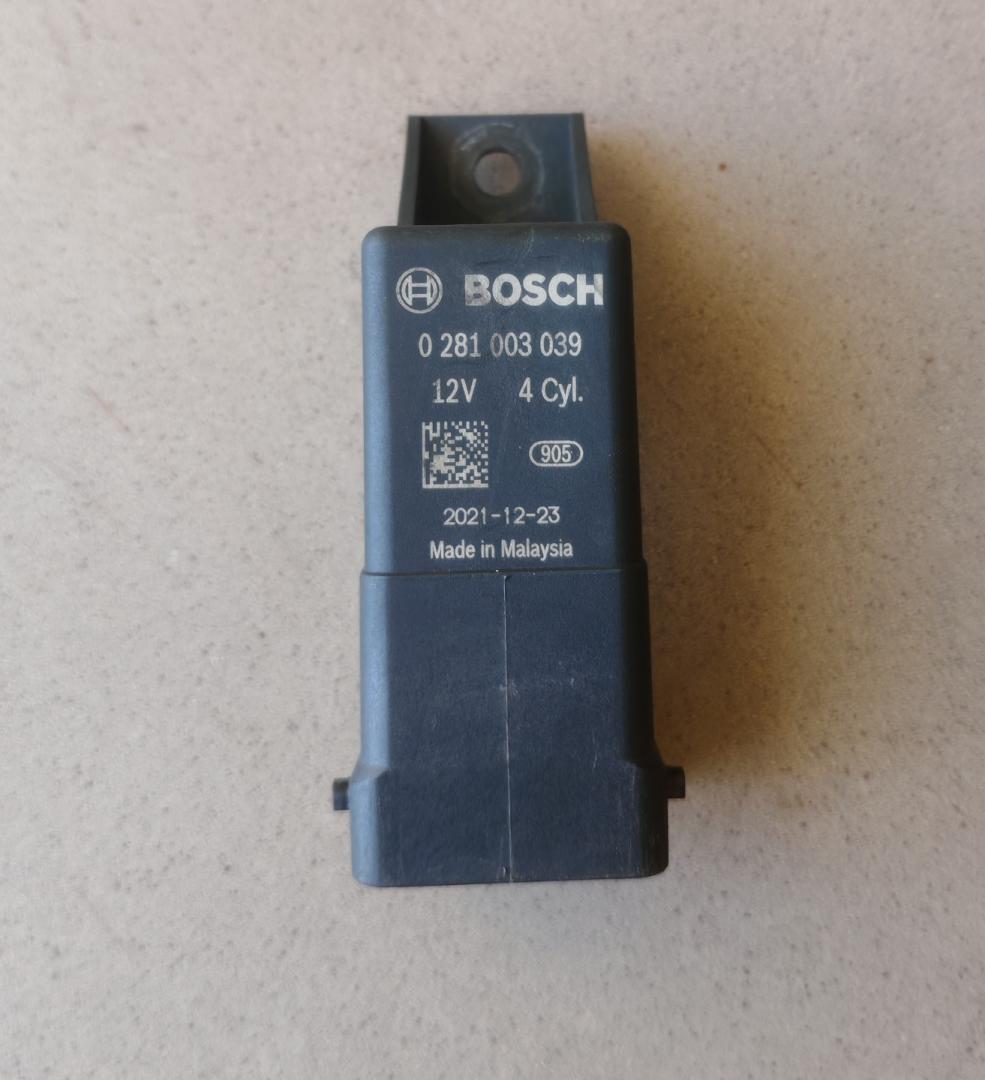 BOSCH
0 281 003 039
12V 4 Cyl.
905
2021-12-23
Made in Malaysia